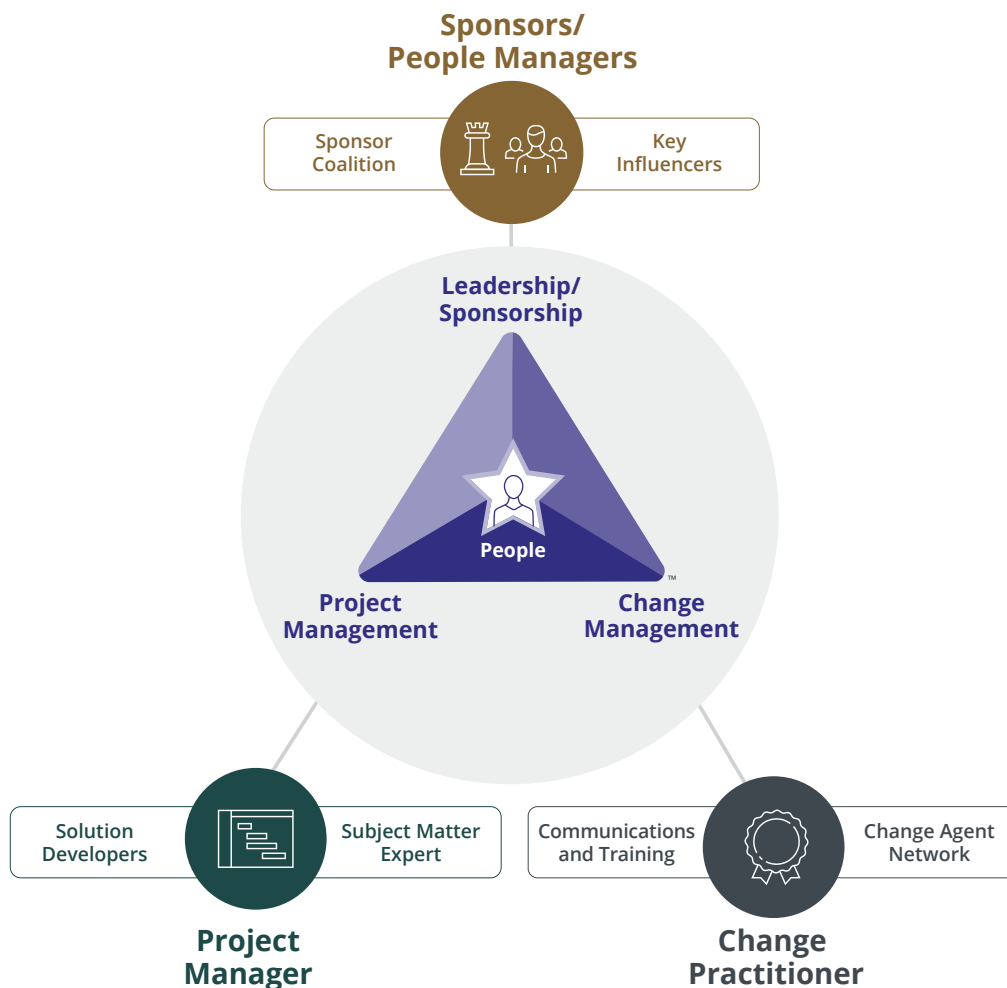 Sponsors/
People Managers
Sponsor
Coalition
Key
Influencers
Leadership/
Sponsorship
People
™
Project
Management
Change
Management
Solution
Developers
Subject Matter
Expert
Communications
and Training
Change Agent
Network
Project
Manager
Change
Practitioner